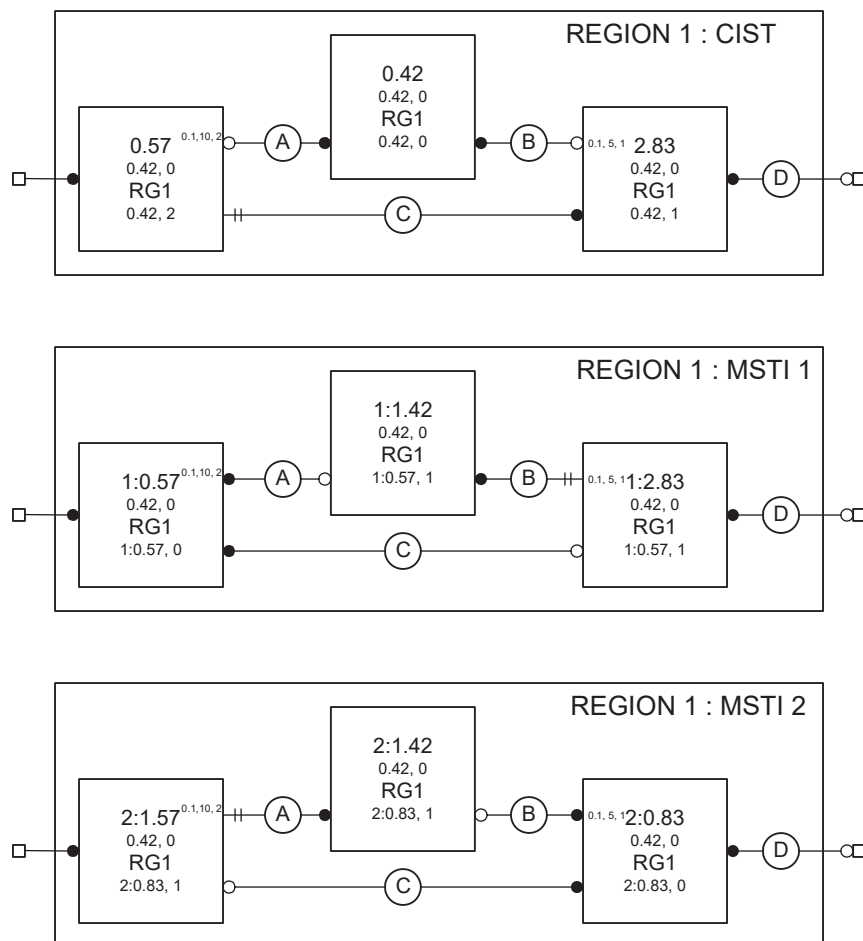 REGION 1 : CIST
0.42
0.42, 0
RG1
0.42, 0
0.57
0.42, 0
RG1
0.42, 2
0.1,10, 2
A
B
0.1, 5, 1
2.83
0.42, 0
RG1
0.42, 1
D
C
REGION 1 : MSTI 1
1:1.42
0.42, 0
RG1
1:0.57, 1
1:0.57
0.42, 0
RG1
1:0.57, 0
0.1,10, 2
A
B
0.1, 5, 1
1:2.83
0.42, 0
RG1
1:0.57, 1
D
C
REGION 1 : MSTI 2
2:1.42
0.42, 0
RG1
2:0.83, 1
2:1.57
0.42, 0
RG1
2:0.83, 1
0.1,10, 2
A
B
0.1, 5, 1
2:0.83
0.42, 0
RG1
2:0.83, 0
D
C